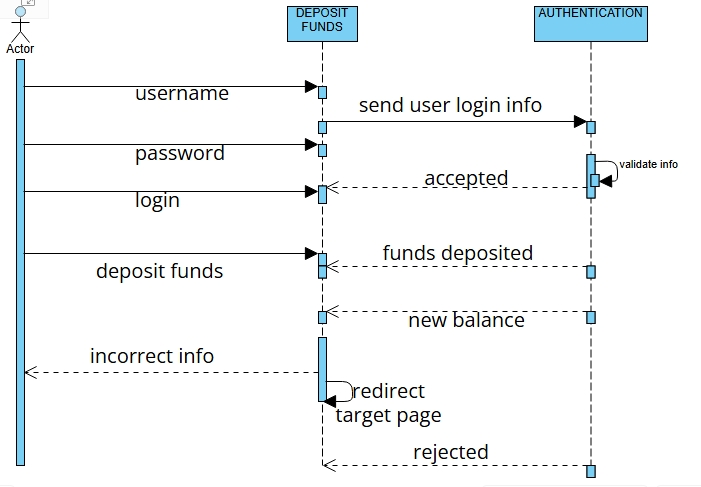 DEPOSIT
FUNDS
AUTHENTICATION
Actor
username
send user login info
password
validate info
accepted
login
funds deposited
deposit funds
new balance
incorrect info
redirect
target page
rejected